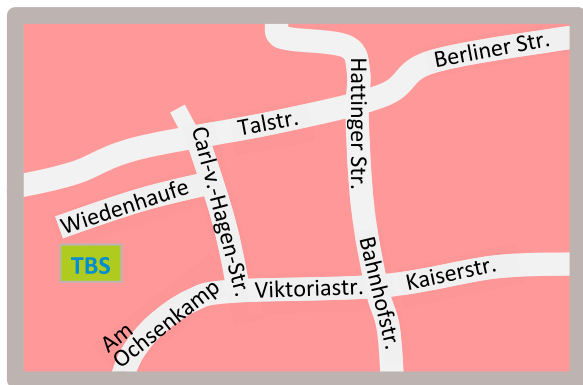 Berliner Str.
Hattinger Str.
Talstr.
Carl-v.-Hagen-Str.
Wiedenhaufe
TBS
Bahnhofstr.
Kaiserstr.
Viktoriastr.
Am
Ochsenkamp